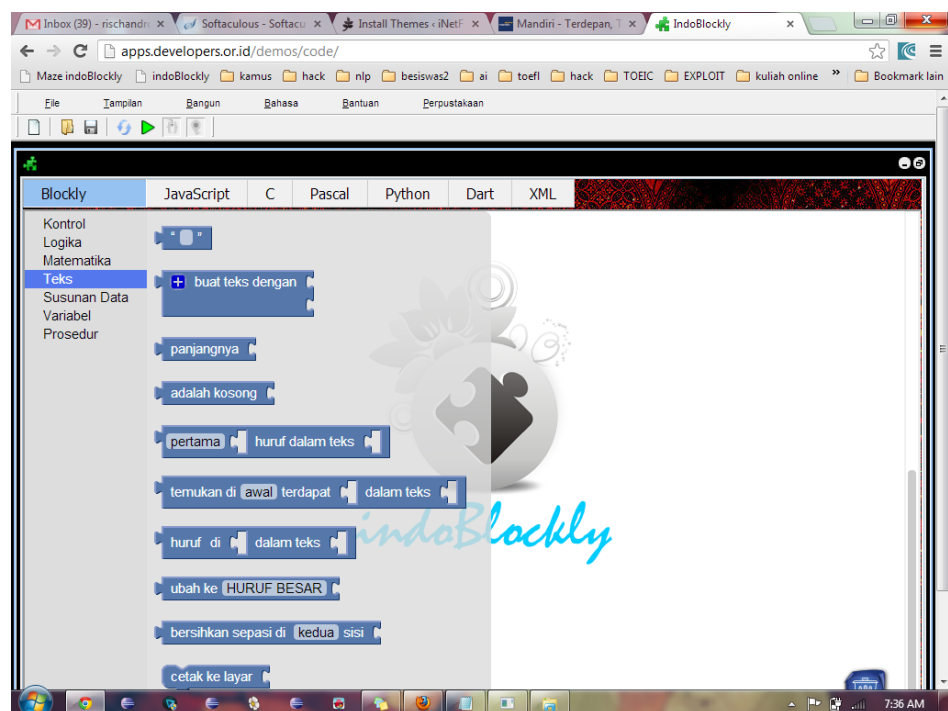 Inbox (39) - rischandr
Softaculous - Softacu
Install Themes ‹ iNetF
Mandiri - Terdepan, T
IndoBlockly
apps.developers.or.id/demos/code/
Maze indoBlockly
indoBlockly
kamus
hack
nlp
besiswas2
ai
toefl
hack
TOEIC
EXPLOIT
kuliah online
»
Bookmark lain
File
Tampilan
Bangun
Bahasa
Bantuan
Perpustakaan
Blockly
JavaScript
C
Pascal
Python
Dart
XML
Kontrol
Logika
Matematika
Teks
Susunan Data
Variabel
Prosedur
“ ”
buat teks dengan
panjangnya
adalah kosong
pertama huruf dalam teks
temukan di awal terdapat dalam teks
huruf di dalam teks
ubah ke HURUF BESAR
bersihkan sepasi di kedua sisi
cetak ke layar
indoBlockly
7:36 AM